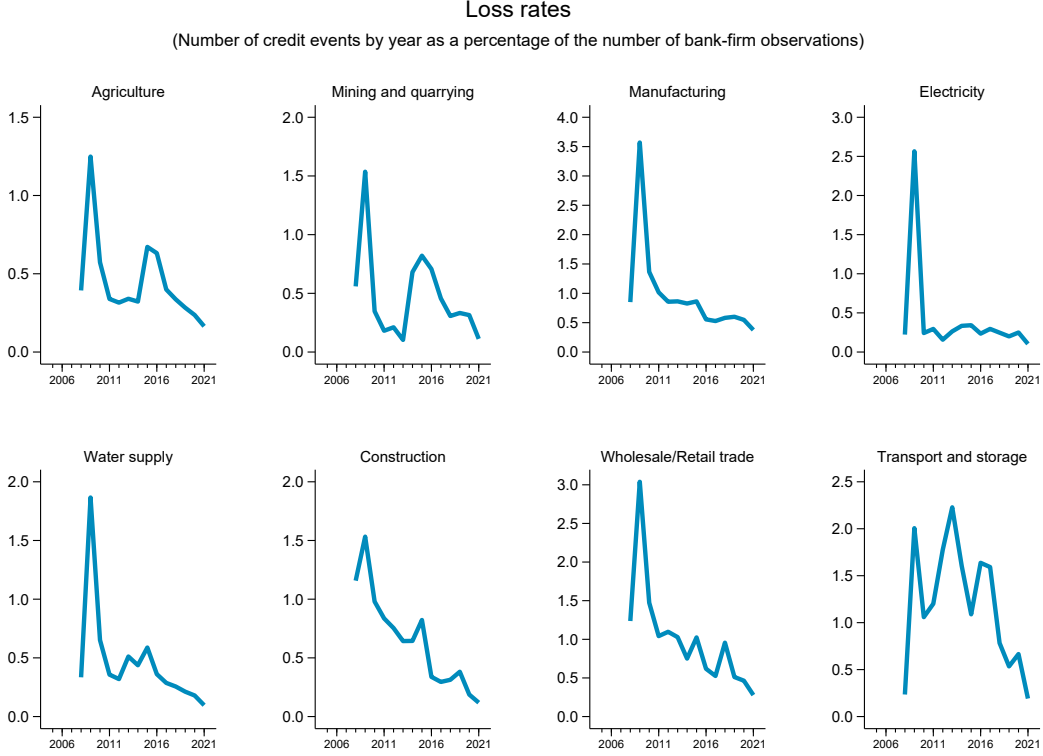 Loss rates
(Number of credit events by year as a percentage of the number of bank-firm observations)
Agriculture
1.5
1.0
0.5
0.0
2006 2011 2016 2021
Mining and quarrying
2.0
1.5
1.0
0.5
0.0
2006 2011 2016 2021
Manufacturing
4.0
3.5
3.0
2.5
2.0
1.5
1.0
0.5
0.0
2006 2011 2016 2021
Electricity
3.0
2.5
2.0
1.5
1.0
0.5
0.0
2006 2011 2016 2021
Water supply
2.0
1.5
1.0
0.5
0.0
2006 2011 2016 2021
Construction
2.0
1.5
1.0
0.5
0.0
2006 2011 2016 2021
Wholesale/Retail trade
3.0
2.5
2.0
1.5
1.0
0.5
0.0
2006 2011 2016 2021
Transport and storage
2.5
2.0
1.5
1.0
0.5
0.0
2006 2011 2016 2021